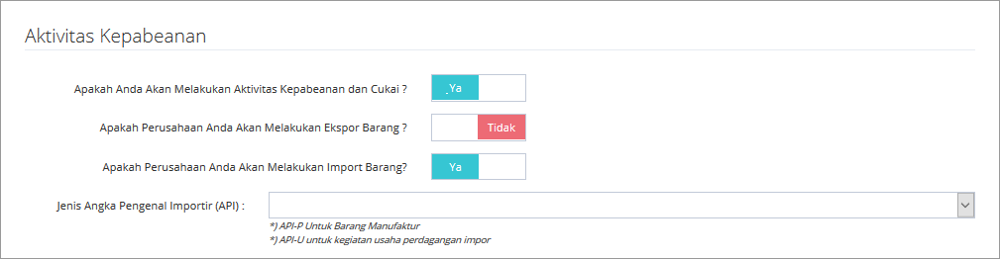 Aktivitas Kepabeanan
Apakah Anda Akan Melakukan Aktivitas Kepabeanan dan Cukai ? Ya
Apakah Perusahaan Anda Akan Melakukan Ekspor Barang ? Tidak
Apakah Perusahaan Anda Akan Melakukan Import Barang? Ya
Jenis Angka Pengenal Importir (API) :
*) API-P Untuk Barang Manufaktur
*) API-U untuk kegiatan usaha perdagangan impor